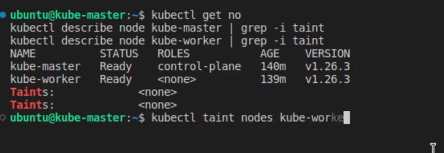 ubuntu@kube-master:~$ kubectl get no
kubectl describe node kube-master | grep -i taint
kubectl describe node kube-worker | grep -i taint
NAME STATUS ROLES AGE VERSION
kube-master Ready control-plane 140m v1.26.3
kube-worker Ready <none> 139m v1.26.3
Taints: <none>
Taints: <none>
ubuntu@kube-master:~$ kubectl taint nodes kube-worke